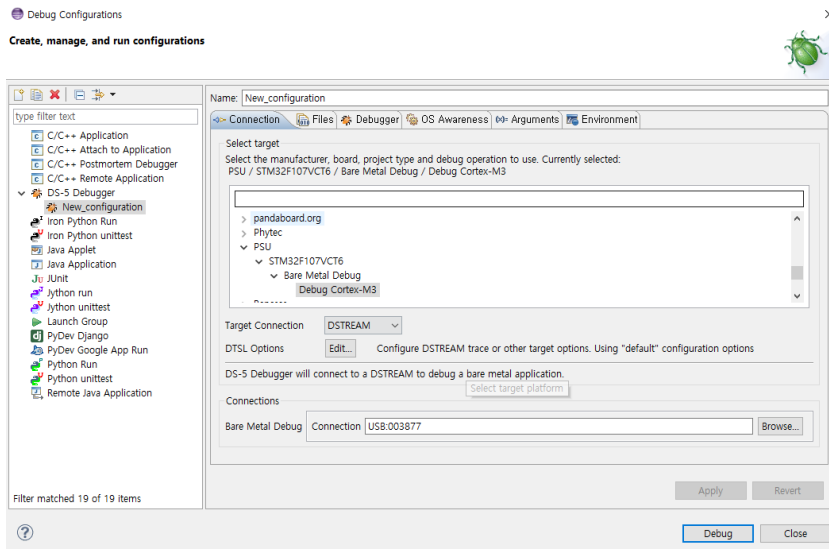 Debug Configurations
Create, manage, and run configurations
type filter text
C/C++ Application
C/C++ Attach to Application
C/C++ Postmortem Debugger
C/C++ Remote Application
DS-5 Debugger
New_configuration
Iron Python Run
Iron Python unittest
Java Applet
Java Application
Ju JUnit
Jython run
Jython unittest
Launch Group
dj PyDev Django
PyDev Google App Run
Python Run
Python unittest
Remote Java Application
Filter matched 19 of 19 items
Name: New_configuration
Connection Files Debugger OS Awareness (x)= Arguments Environment
Select target
Select the manufacturer, board, project type and debug operation to use. Currently selected:
PSU / STM32F107VCT6 / Bare Metal Debug / Debug Cortex-M3
pandaboard.org
Phytec
PSU
STM32F107VCT6
Bare Metal Debug
Debug Cortex-M3
Target Connection DSTREAM
DTSL Options Edit... Configure DSTREAM trace or other target options. Using "default" configuration options
DS-5 Debugger will connect to a DSTREAM to debug a bare metal application.
Select target platform
Connections
Bare Metal Debug Connection USB:003877 Browse...
Apply Revert
Debug Close